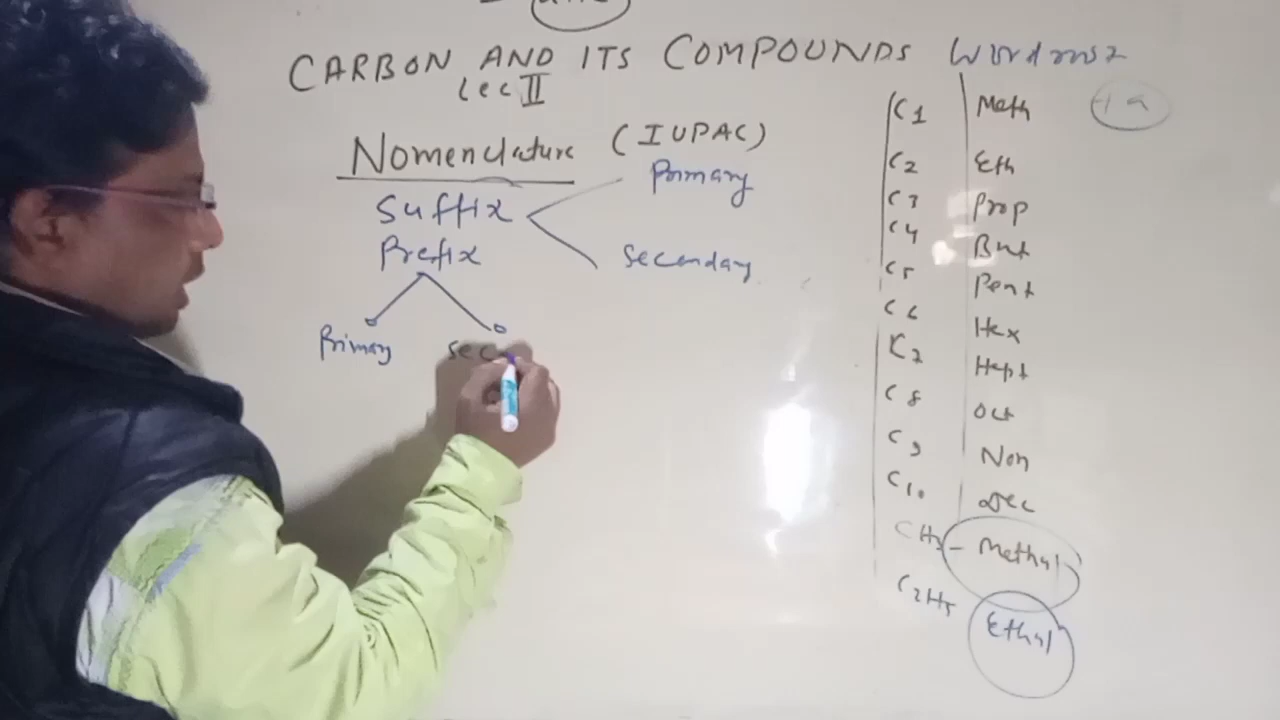 CARBON AND ITS COMPOUNDS
Lec II
Nomenclature (IUPAC)
Suffix
Primary
Secondary
Prefix
Primary
Sec
C1 Meth
C2 Eth
C3 Prop
C4 But
C5 Pent
C6 Hex
C7 Hept
C8 Oct
C9 Non
C10 Dec
CH3 - Methyl
C2H5 Ethyl